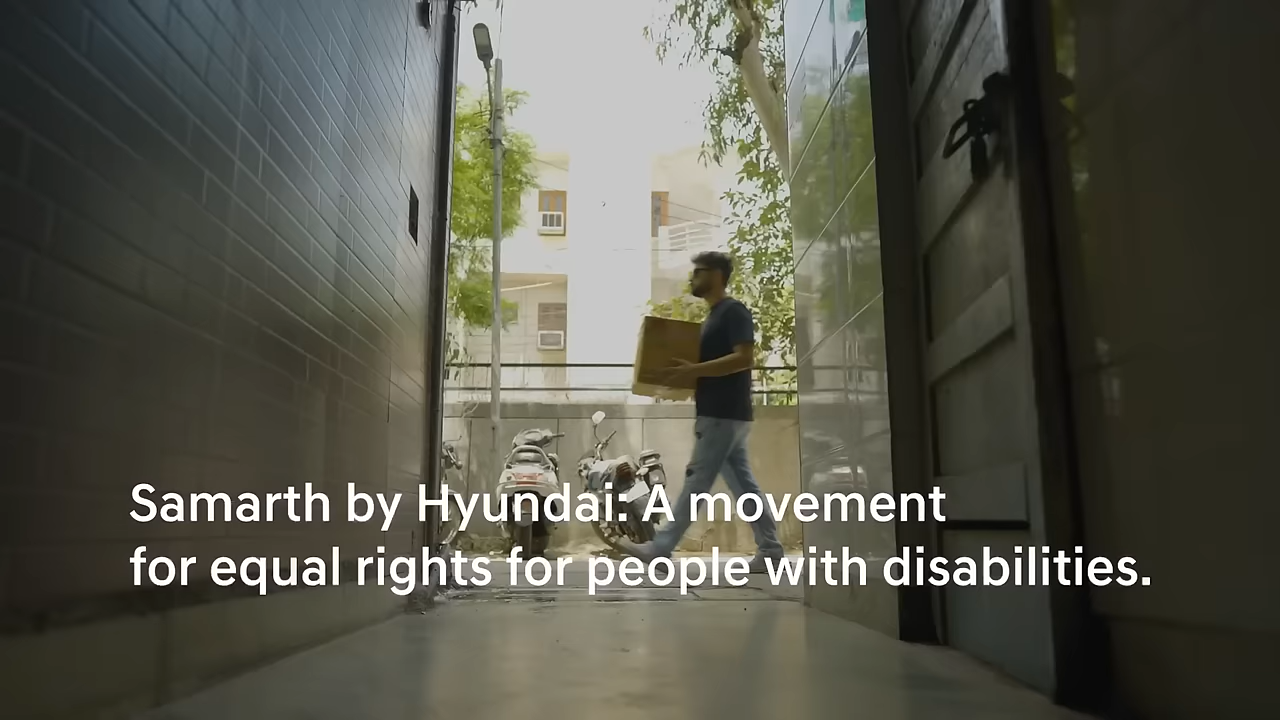 Samarth by Hyundai: A movement
for equal rights for people with disabilities.